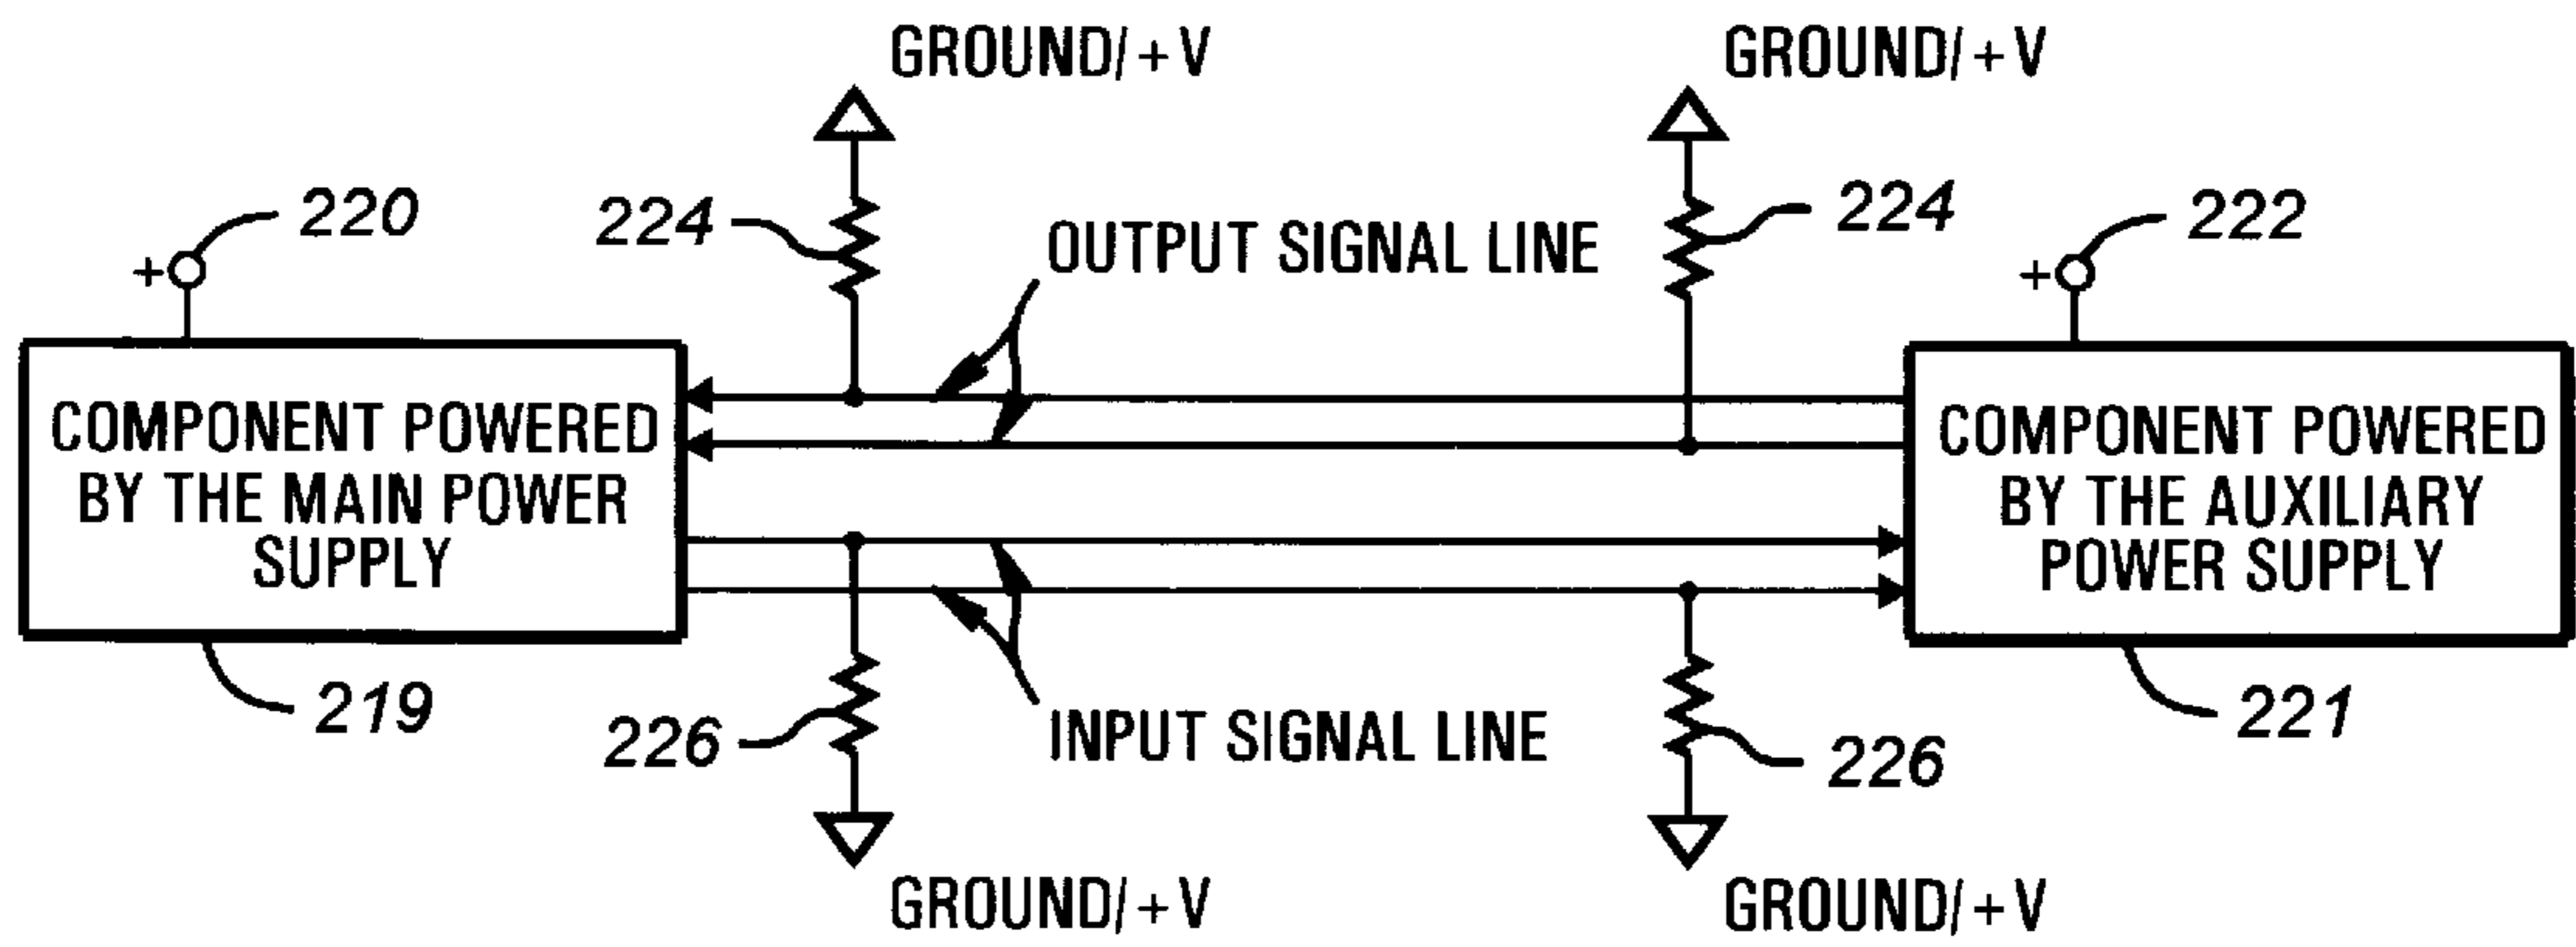 GROUND/+V
GROUND/+V
220
224
224
222
OUTPUT SIGNAL LINE
+
+
COMPONENT POWERED
BY THE MAIN POWER
SUPPLY
COMPONENT POWERED
BY THE AUXILIARY
POWER SUPPLY
219
226
INPUT SIGNAL LINE
226
221
GROUND/+V
GROUND/+V